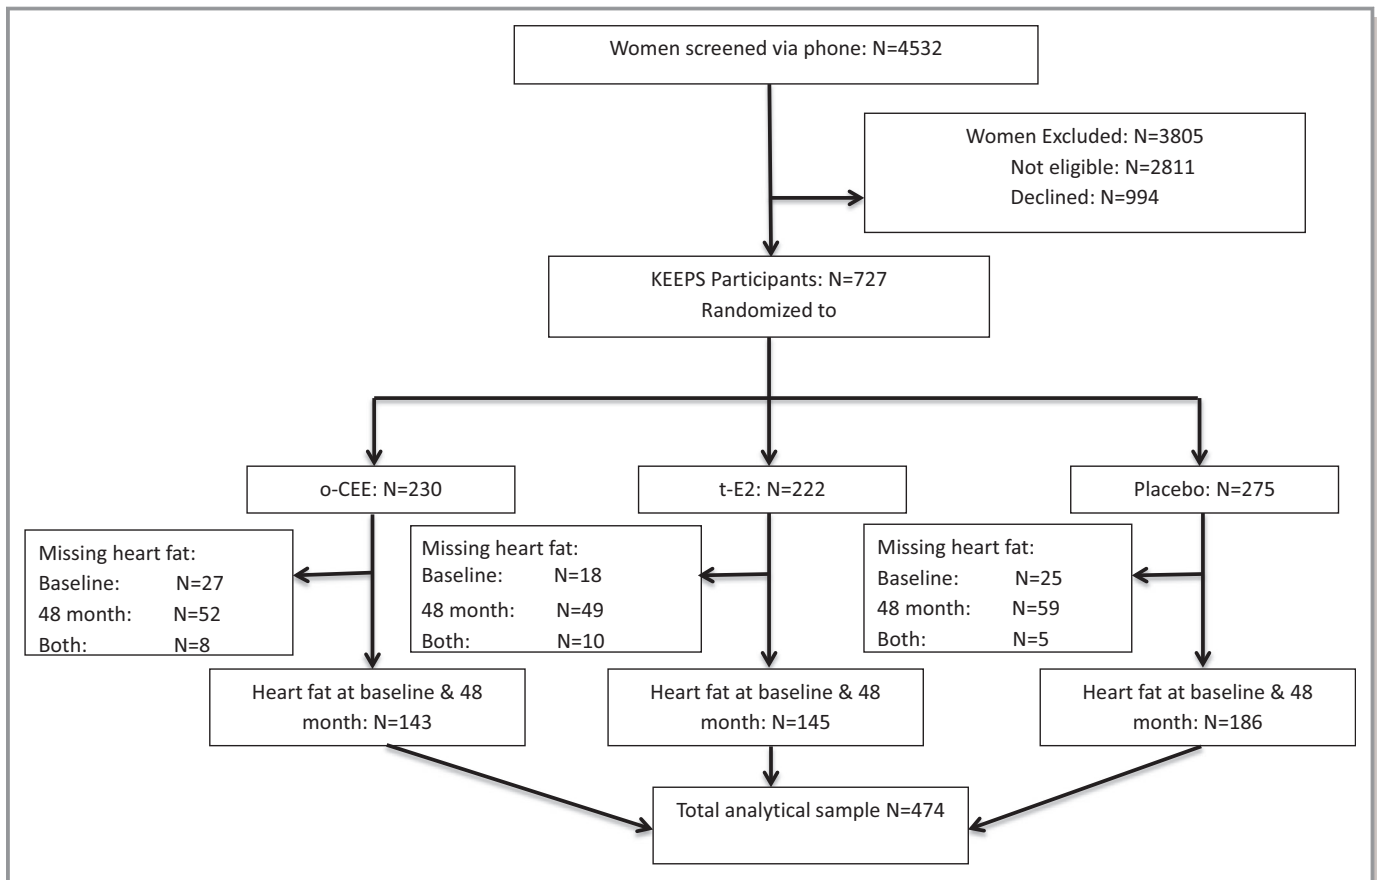 Women screened via phone: N=4532
Women Excluded: N=3805
Not eligible: N=2811
Declined: N=994
KEEPS Participants: N=727
Randomized to
o-CEE: N=230
t-E2: N=222
Placebo: N=275
Missing heart fat:
Baseline: N=27
48 month: N=52
Both: N=8
Missing heart fat:
Baseline: N=18
48 month: N=49
Both: N=10
Missing heart fat:
Baseline: N=25
48 month: N=59
Both: N=5
Heart fat at baseline & 48
month: N=143
Heart fat at baseline & 48
month: N=145
Heart fat at baseline & 48
month: N=186
Total analytical sample N=474